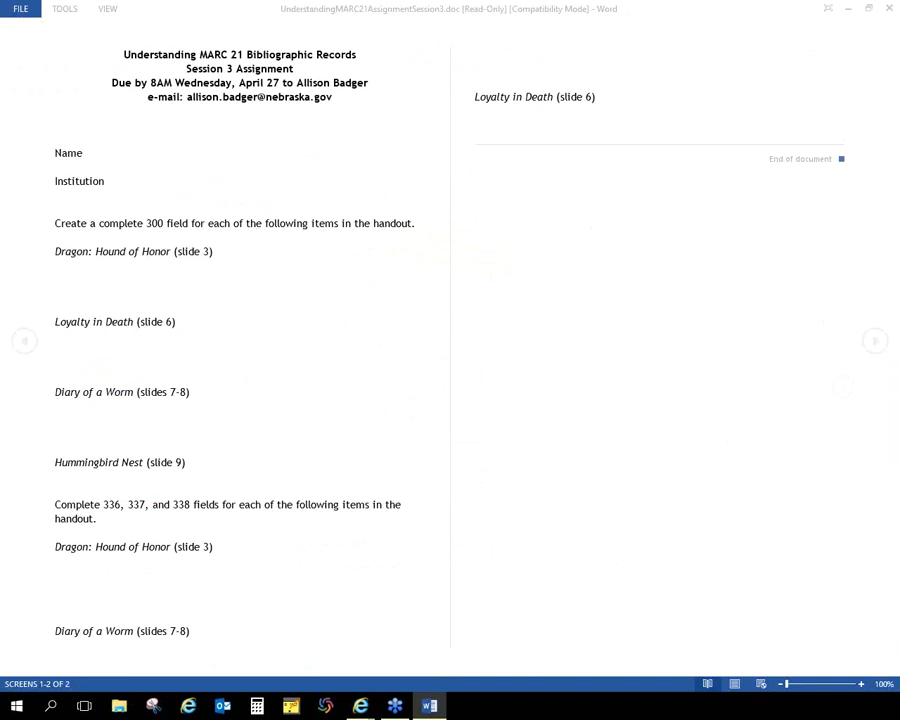 FILE TOOLS VIEW
UnderstandingMARC21AssignmentSession3.doc [Read-Only] [Compatibility Mode] - Word
Understanding MARC 21 Bibliographic Records
Session 3 Assignment
Due by 8AM Wednesday, April 27 to Allison Badger
e-mail: allison.badger@nebraska.gov
Name
Institution
Create a complete 300 field for each of the following items in the handout.
Dragon: Hound of Honor (slide 3)
Loyalty in Death (slide 6)
Diary of a Worm (slides 7-8)
Hummingbird Nest (slide 9)
Complete 336, 337, and 338 fields for each of the following items in the
handout.
Dragon: Hound of Honor (slide 3)
Diary of a Worm (slides 7-8)
Loyalty in Death (slide 6)
End of document
SCREENS 1-2 OF 2
100%